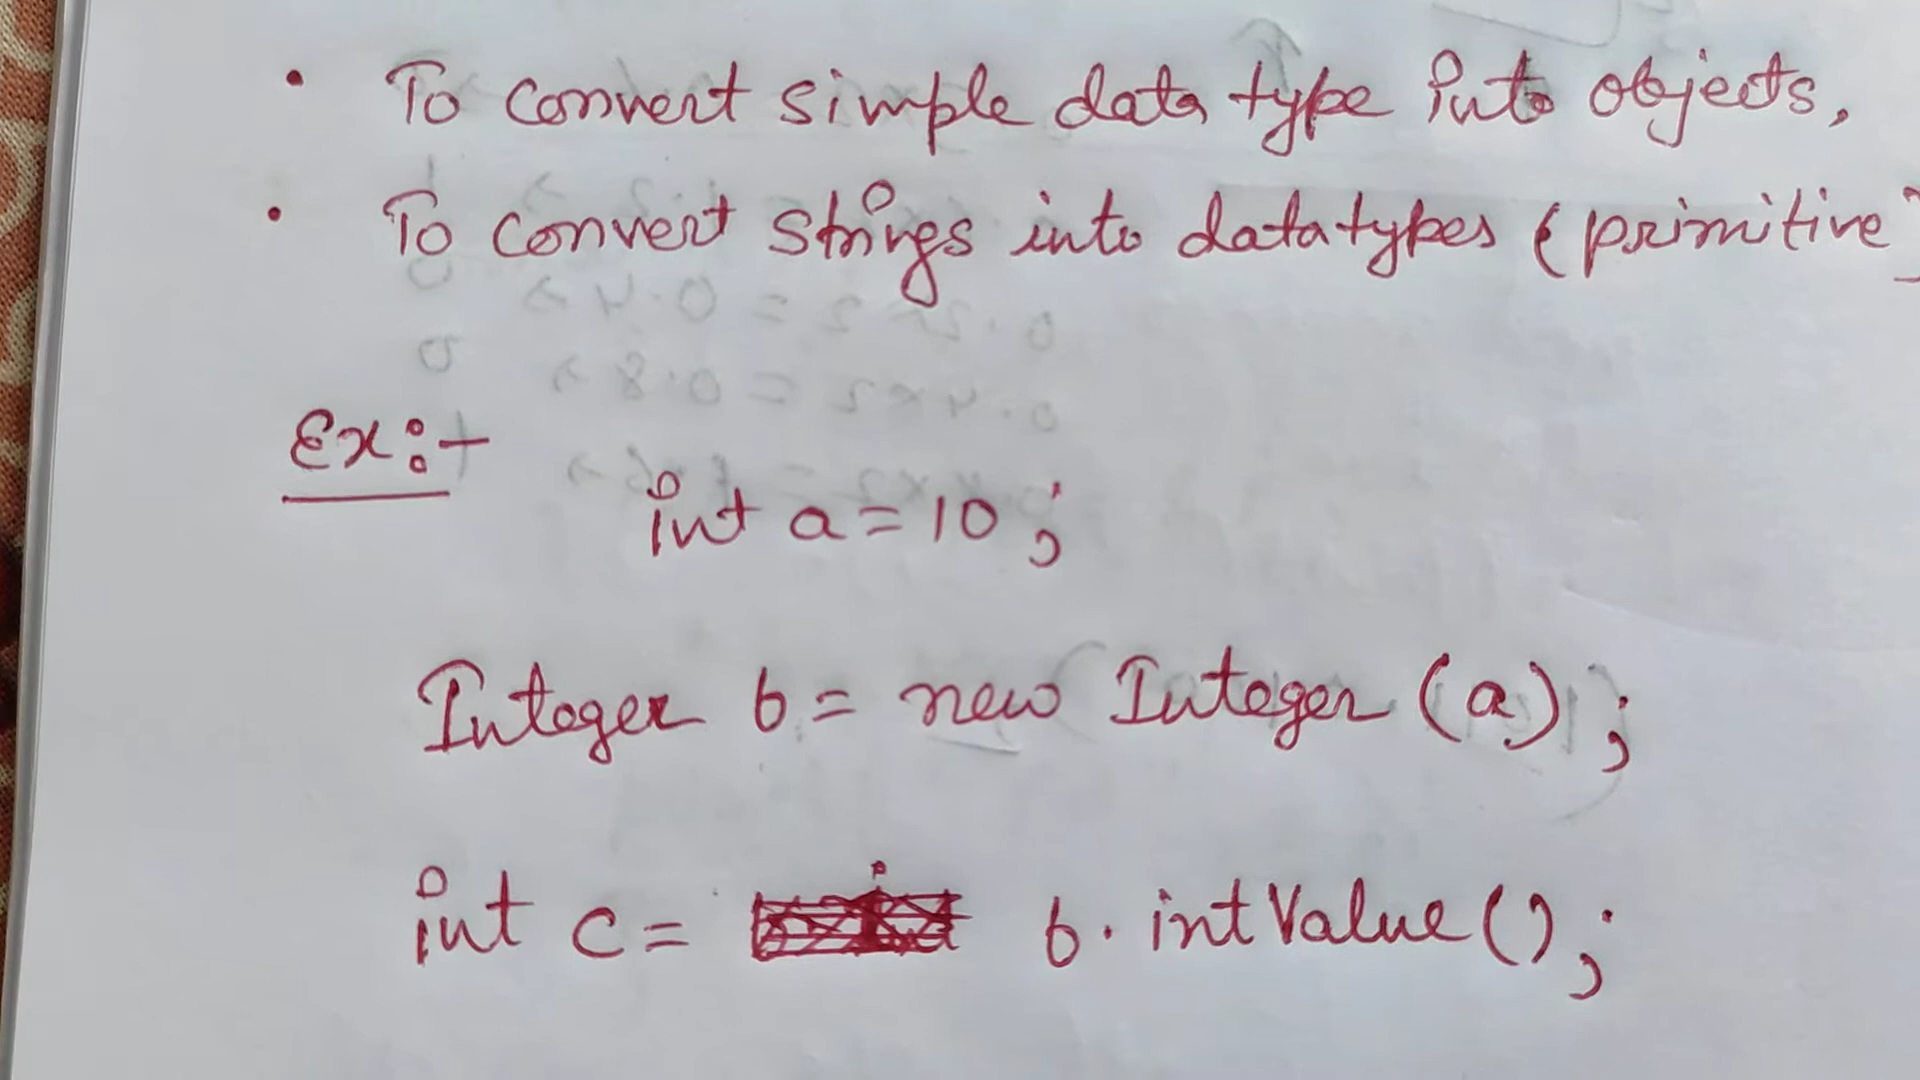 • To convert simple data type into objects,
• To convert strings into datatypes (primitive)
Ex:-
int a = 10;
Integer b = new Integer (a);
int c = b. intValue();